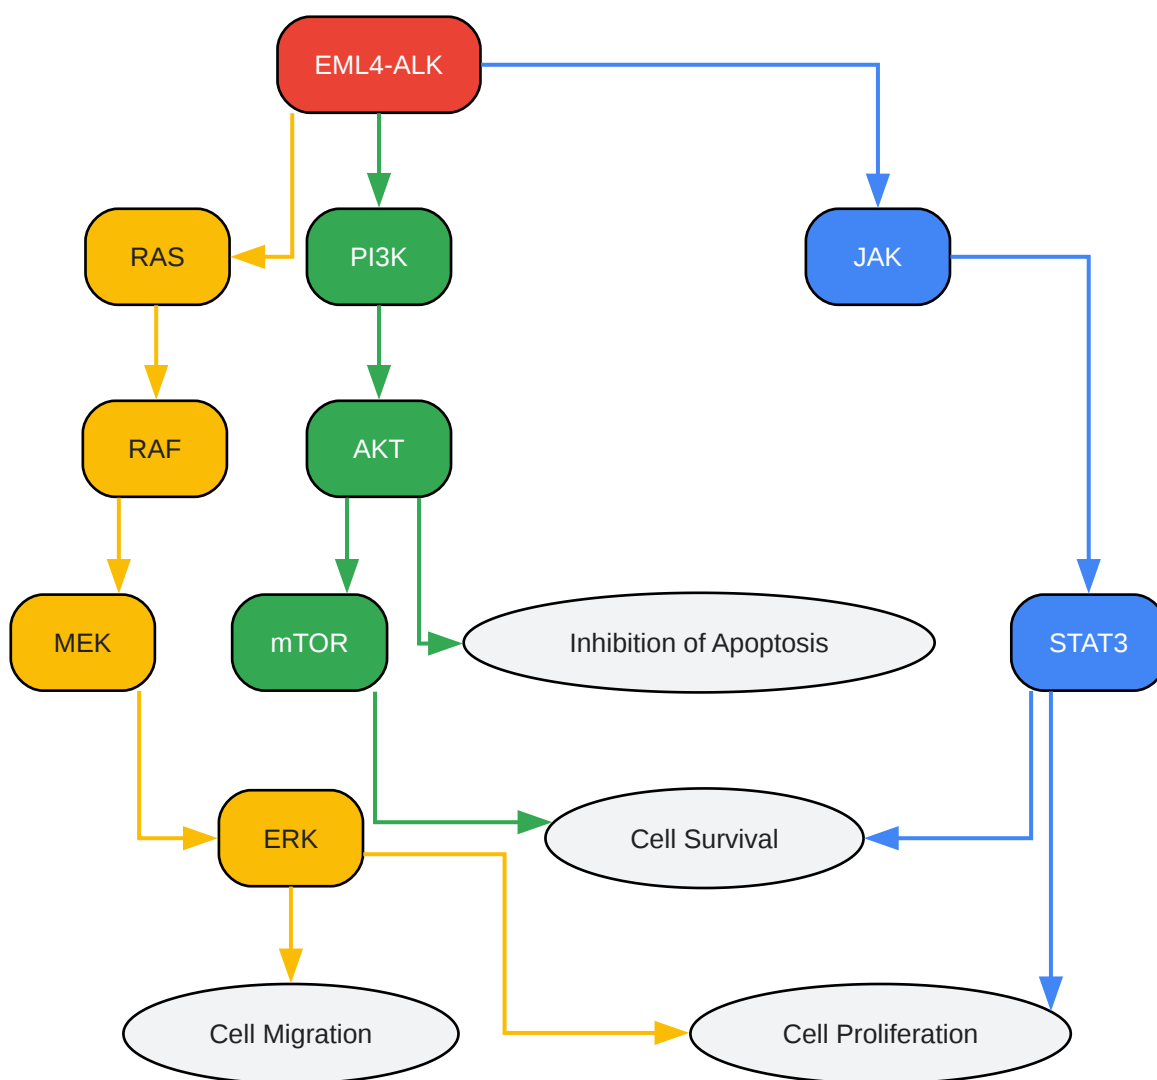 EML4-ALK
RAS
PI3K
JAK
RAF
AKT
MEK
mTOR
Inhibition of Apoptosis
STAT3
ERK
Cell Survival
Cell Migration
Cell Proliferation